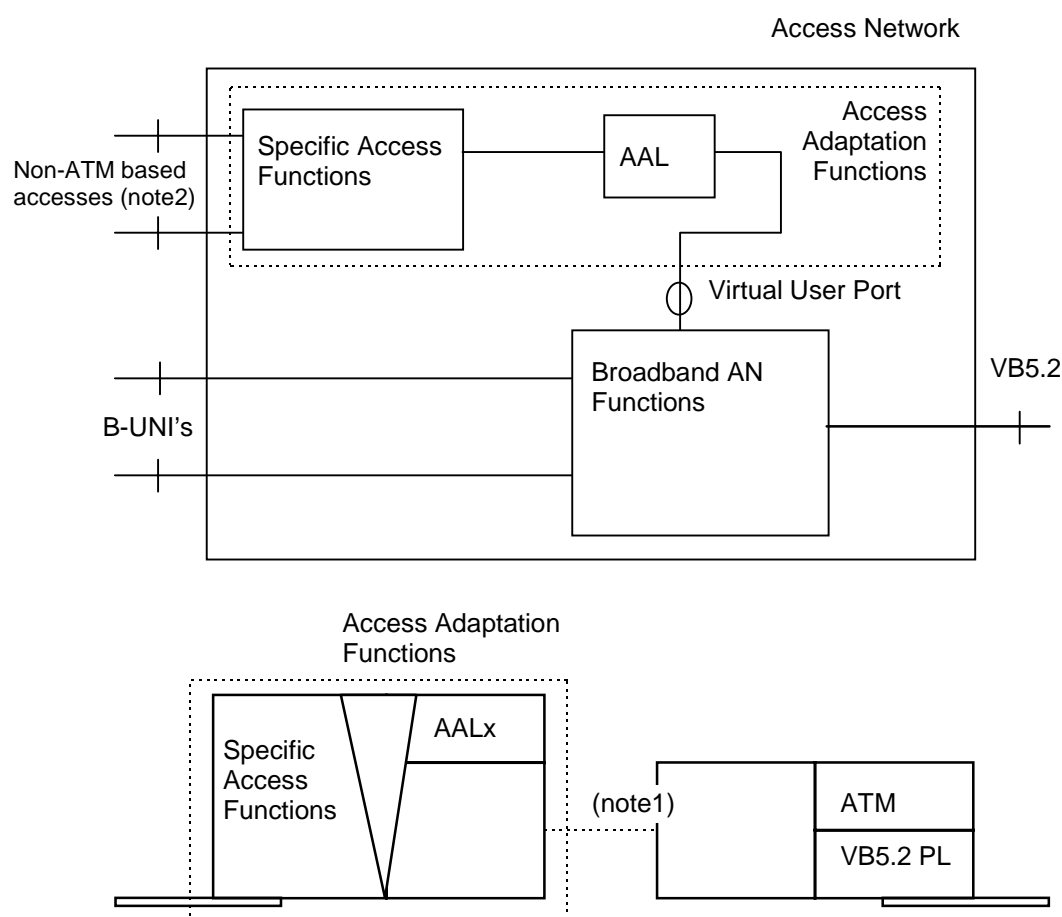 Access Network
Access
Adaptation
Functions
Specific Access
Functions
AAL
Non-ATM based
accesses (note2)
Virtual User Port
Broadband AN
Functions
VB5.2
B-UNI's
Access Adaptation
Functions
Specific
Access
Functions
AALx
(note1)
ATM
VB5.2 PL